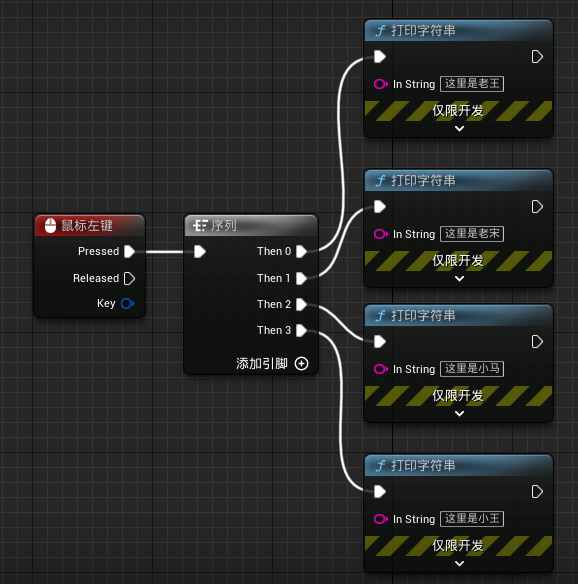 打印字符串
In String 这里是老王
仅限开发
打印字符串
In String 这里是老宋
仅限开发
鼠标左键
Pressed
Released
Key
序列
Then 0
Then 1
Then 2
Then 3
添加引脚
打印字符串
In String 这里是小马
仅限开发
打印字符串
In String 这里是小王
仅限开发